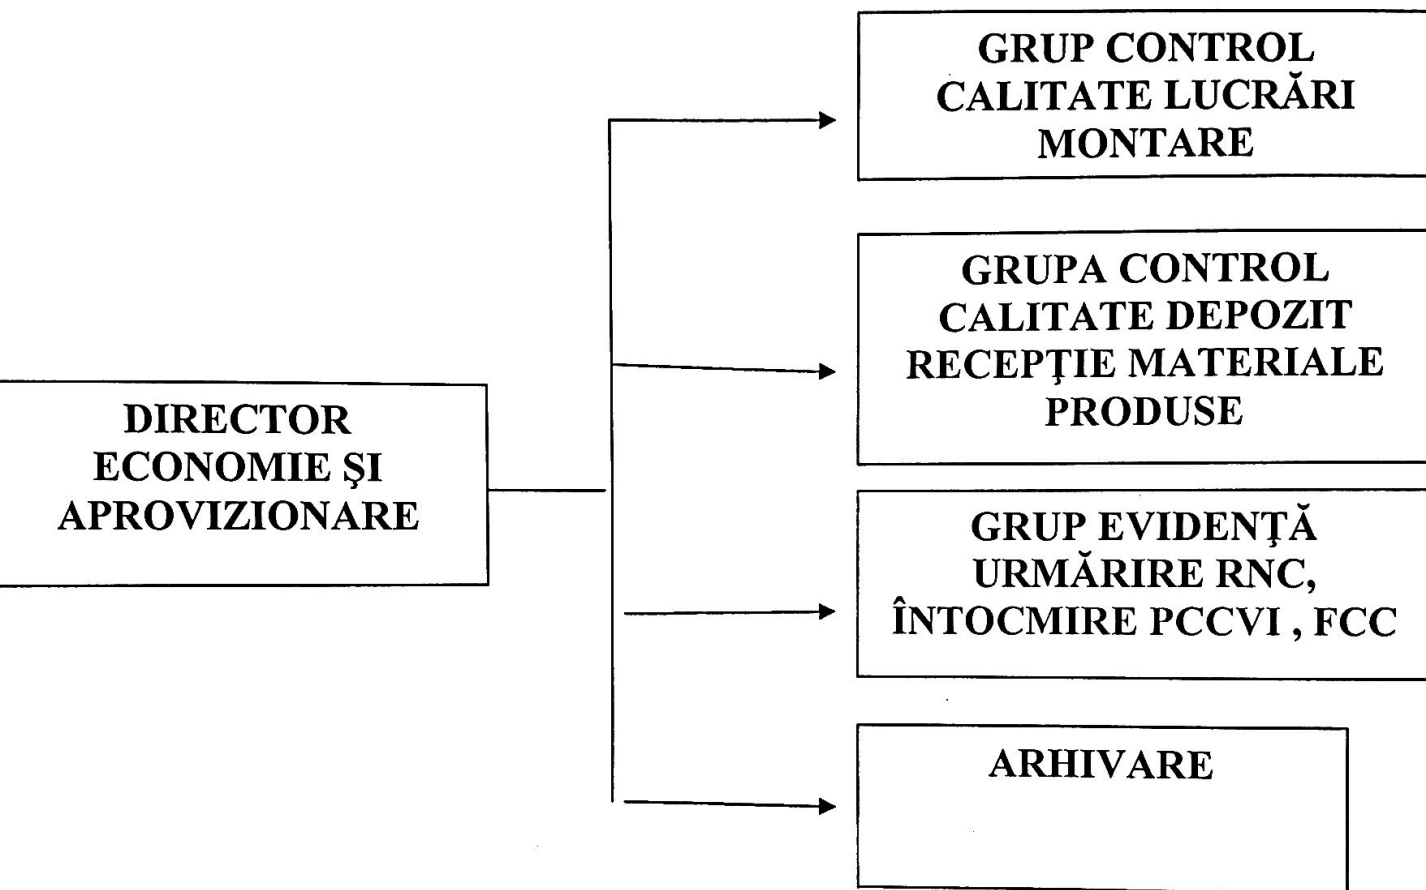 GRUP CONTROL
CALITATE LUCRĂRI
MONTARE
GRUPA CONTROL
CALITATE DEPOZIT
RECEPŢIE MATERIALE
PRODUSE
DIRECTOR
ECONOMIE ŞI
APROVIZIONARE
GRUP EVIDENŢĂ
URMĂRIRE RNC,
ÎNTOCMIRE PCCVI , FCC
ARHIVARE